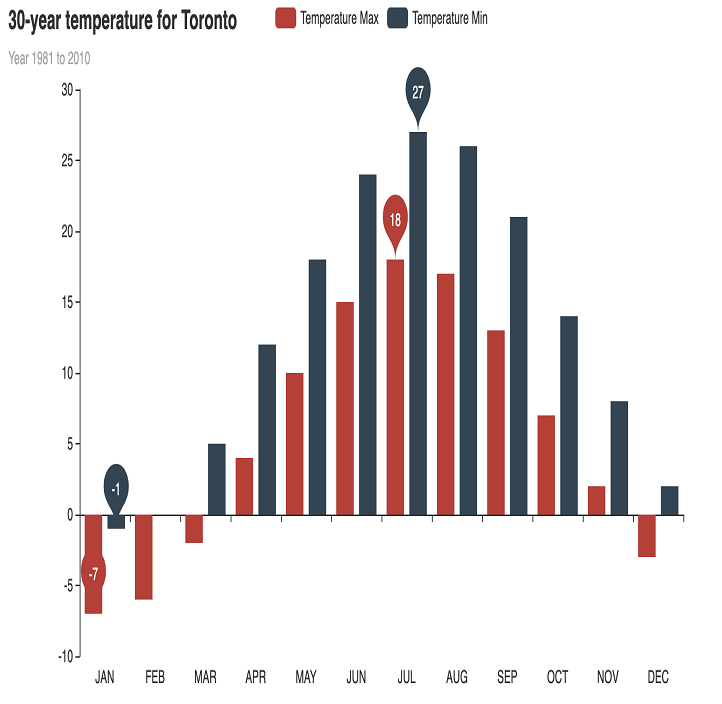 30-year temperature for Toronto
Temperature Max
Temperature Min
Year 1981 to 2010
30
25
20
15
10
5
0
-5
-10
27
18
-1
-7
JAN FEB MAR APR MAY JUN JUL AUG SEP OCT NOV DEC